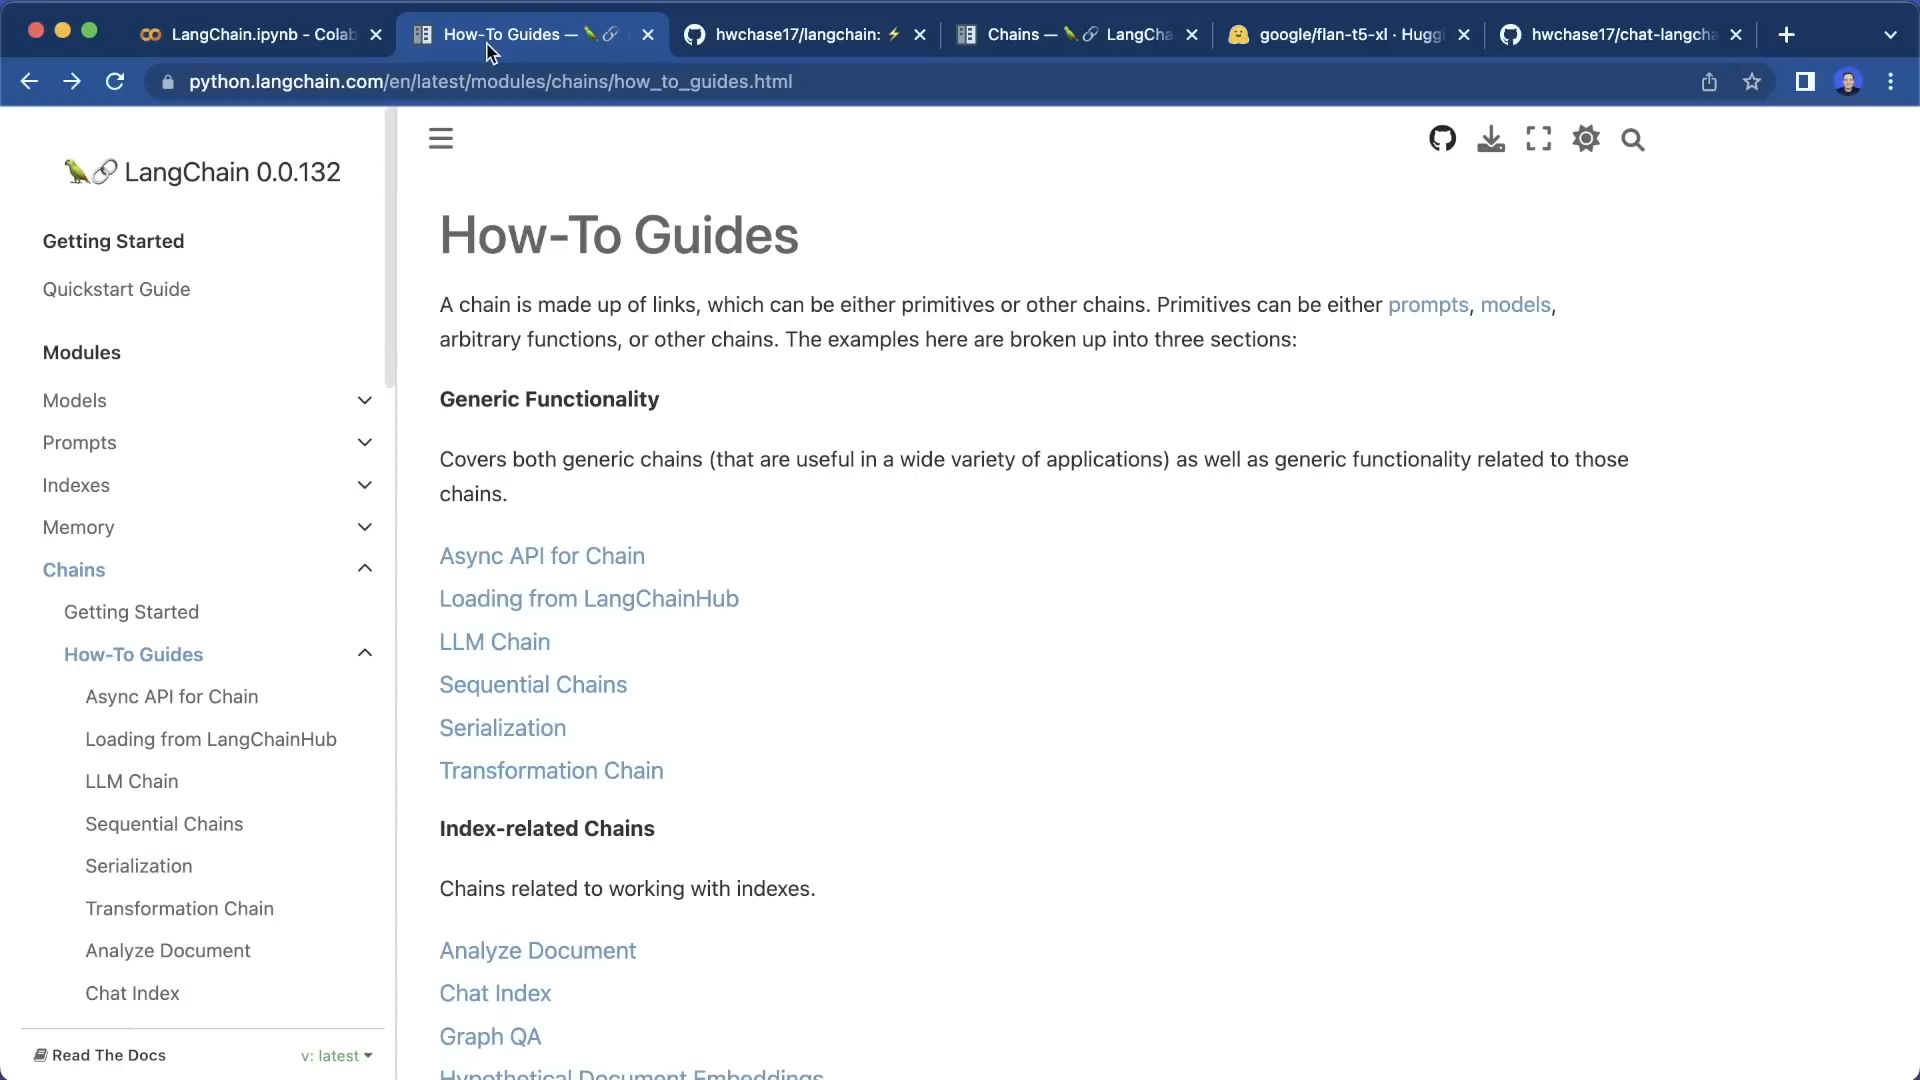 LangChain.ipynb - Colab
How-To Guides —
hwchase17/langchain: ⚡
Chains — 🦜🔗 LangCha
google/flan-t5-xl · Huggi
hwchase17/chat-langcha
python.langchain.com/en/latest/modules/chains/how_to_guides.html
LangChain 0.0.132
Getting Started
Quickstart Guide
Modules
Models
Prompts
Indexes
Memory
Chains
Getting Started
How-To Guides
Async API for Chain
Loading from LangChainHub
LLM Chain
Sequential Chains
Serialization
Transformation Chain
Analyze Document
Chat Index
Read The Docs
v: latest
How-To Guides
A chain is made up of links, which can be either primitives or other chains. Primitives can be either prompts, models,
arbitrary functions, or other chains. The examples here are broken up into three sections:
Generic Functionality
Covers both generic chains (that are useful in a wide variety of applications) as well as generic functionality related to those
chains.
Async API for Chain
Loading from LangChainHub
LLM Chain
Sequential Chains
Serialization
Transformation Chain
Index-related Chains
Chains related to working with indexes.
Analyze Document
Chat Index
Graph QA
Hypothetical Document Embeddings